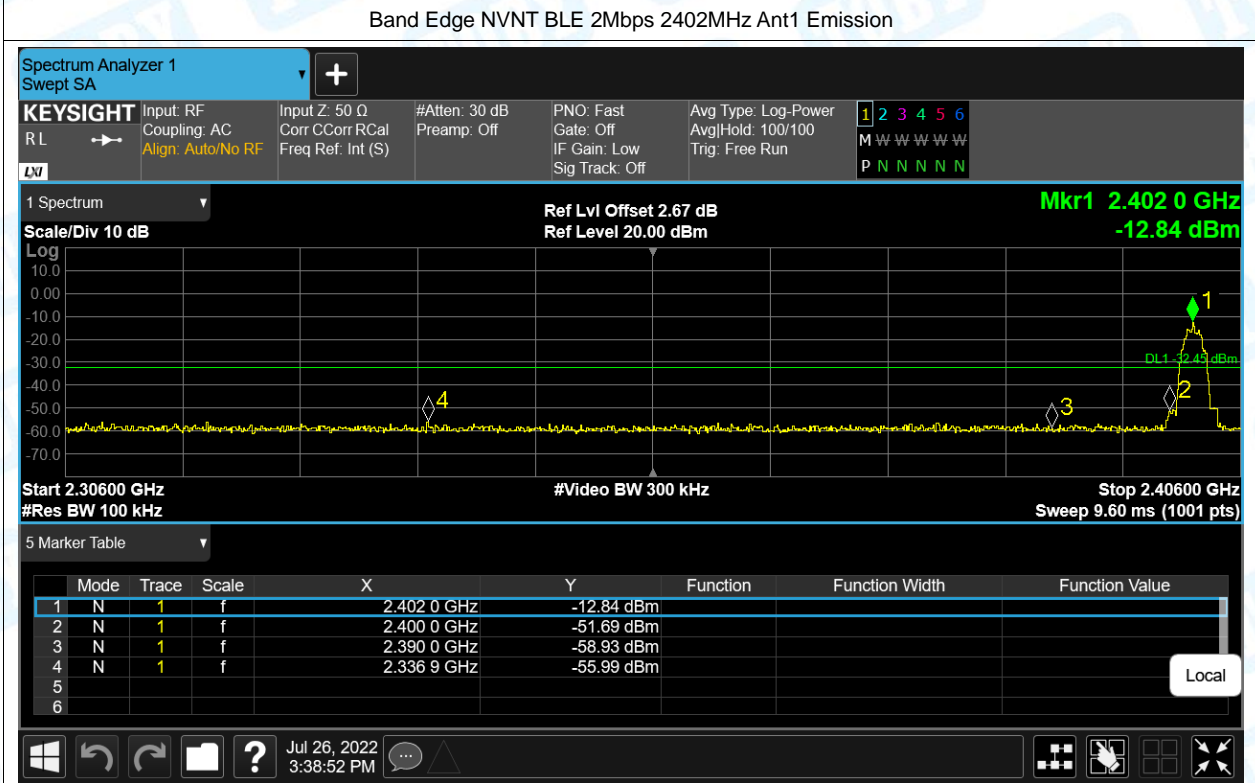 Band Edge NVNT BLE 2Mbps 2402MHz Ant1 Emission
Spectrum Analyzer 1
Swept SA
▼
+
KEYSIGHT
R L
LXI
Input: RF
Coupling: AC
Align: Auto/No RF
Input Z: 50 Ω
Corr CCorr RCal
Freq Ref: Int (S)
#Atten: 30 dB
Preamp: Off
PNO: Fast
Gate: Off
IF Gain: Low
Sig Track: Off
Avg Type: Log-Power
Avg|Hold: 100/100
Trig: Free Run
1 2 3 4 5 6
M W W W W W
P N N N N N
1 Spectrum ▼
Scale/Div 10 dB
Ref Lvl Offset 2.67 dB
Ref Level 20.00 dBm
Mkr1 2.402 0 GHz
-12.84 dBm
Log
10.0
0.00
-10.0
-20.0
-30.0
-40.0
-50.0
-60.0
-70.0
1
DL1 -32.45 dBm
2
3
4
Start 2.30600 GHz
#Res BW 100 kHz
#Video BW 300 kHz
Stop 2.40600 GHz
Sweep 9.60 ms (1001 pts)
5 Marker Table ▼
Mode Trace Scale X Y Function Function Width Function Value
1 N 1 f 2.402 0 GHz -12.84 dBm
2 N 1 f 2.400 0 GHz -51.69 dBm
3 N 1 f 2.390 0 GHz -58.93 dBm
4 N 1 f 2.336 9 GHz -55.99 dBm
5
6
Local
?
Jul 26, 2022
3:38:52 PM